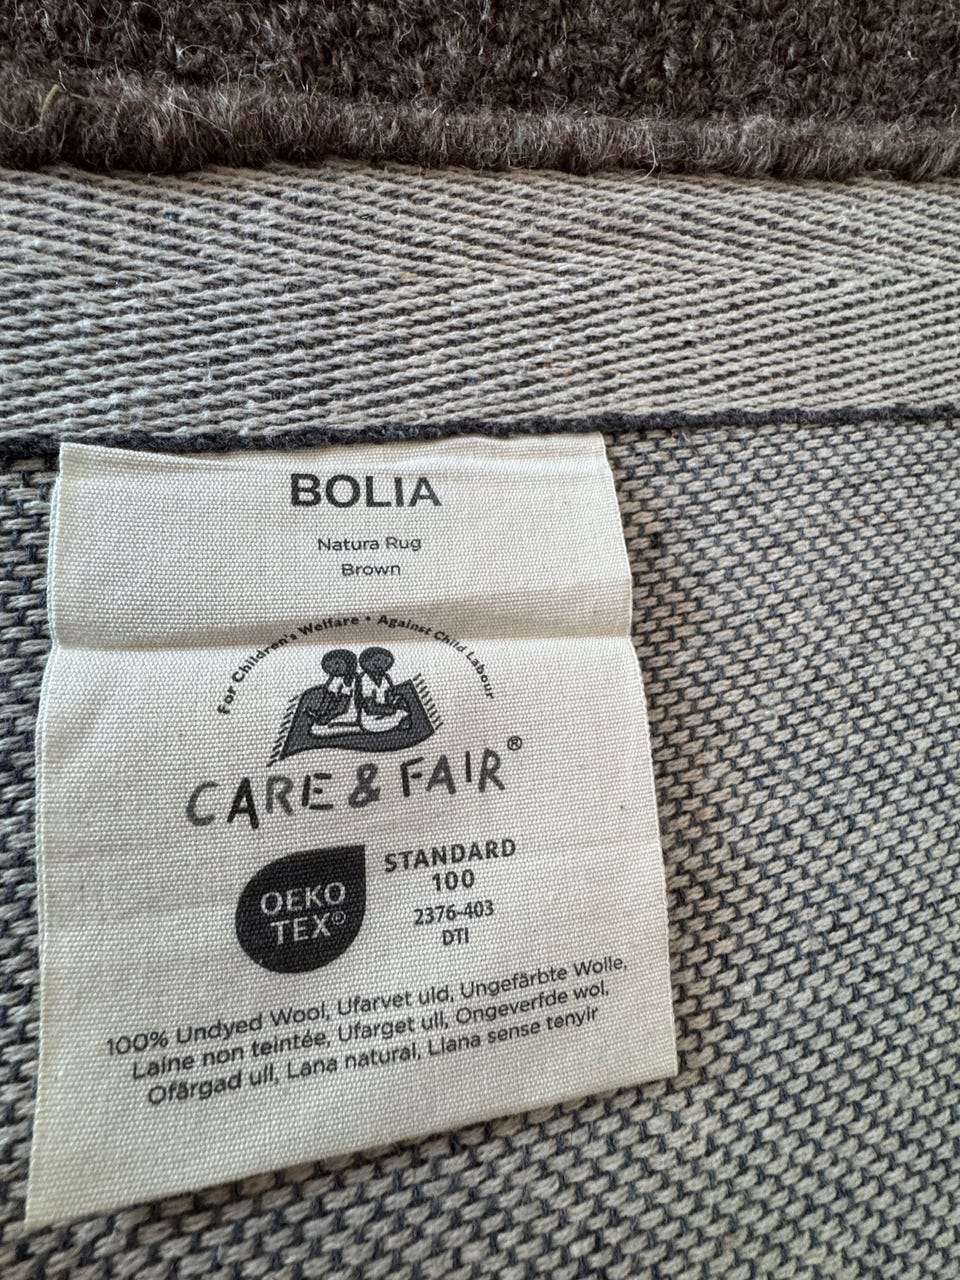 BOLIA
Natura Rug
Brown
For Children's Welfare • Against Child Labour
CARE & FAIR®
OEKO
TEX®
STANDARD
100
2376-403
DTI
100% Undyed Wool, Ufarvet uld, Ungefärbte Wolle,
Laine non teintée, Ufarget ull, Ongeverfde wol,
Ofärgad ull, Lana natural, Llana sense tenyir